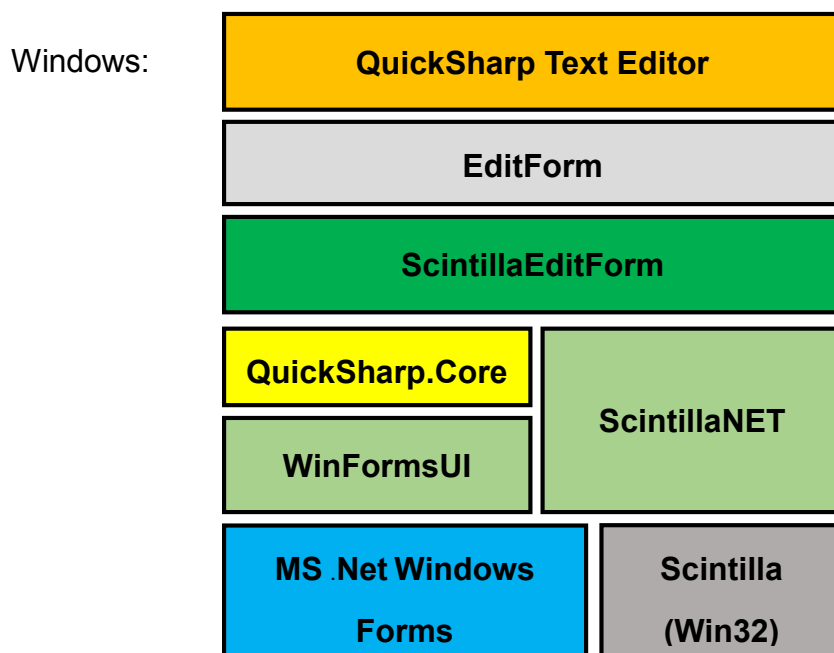 Windows:
QuickSharp Text Editor
EditForm
ScintillaEditForm
QuickSharp.Core
ScintillaNET
WinFormsUI
MS .Net Windows
Forms
Scintilla
(Win32)